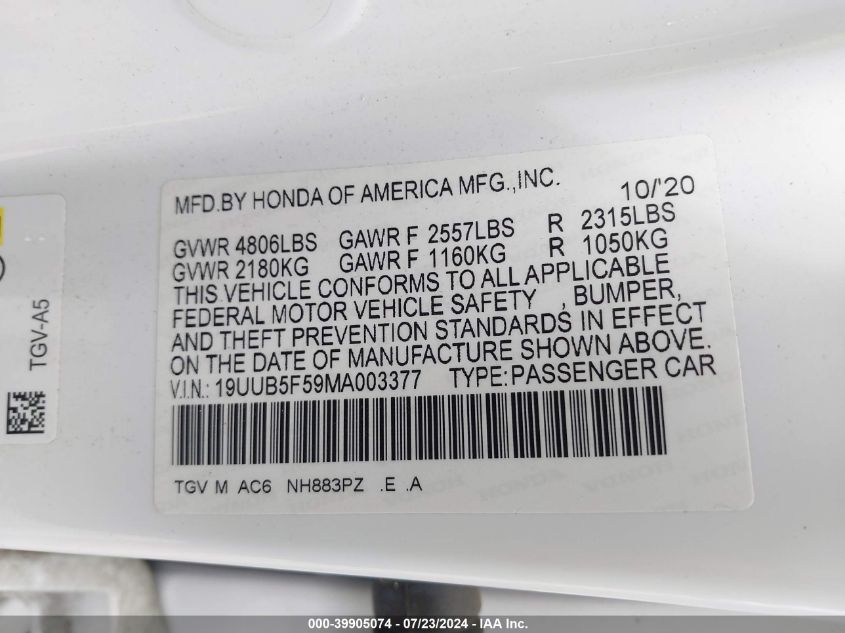 MFD.BY HONDA OF AMERICA MFG.,INC. 10/'20
GVWR 4806LBS GAWR F 2557LBS R 2315LBS
GVWR 2180KG GAWR F 1160KG R 1050KG
THIS VEHICLE CONFORMS TO ALL APPLICABLE
FEDERAL MOTOR VEHICLE SAFETY , BUMPER,
AND THEFT PREVENTION STANDARDS IN EFFECT
ON THE DATE OF MANUFACTURE SHOWN ABOVE.
V.I.N.: 19UUB5F59MA003377 TYPE:PASSENGER CAR
TGV M AC6 NH883PZ .E .A
TGV-A5
000-39905074 / 07/23/2024 - IAA Inc.